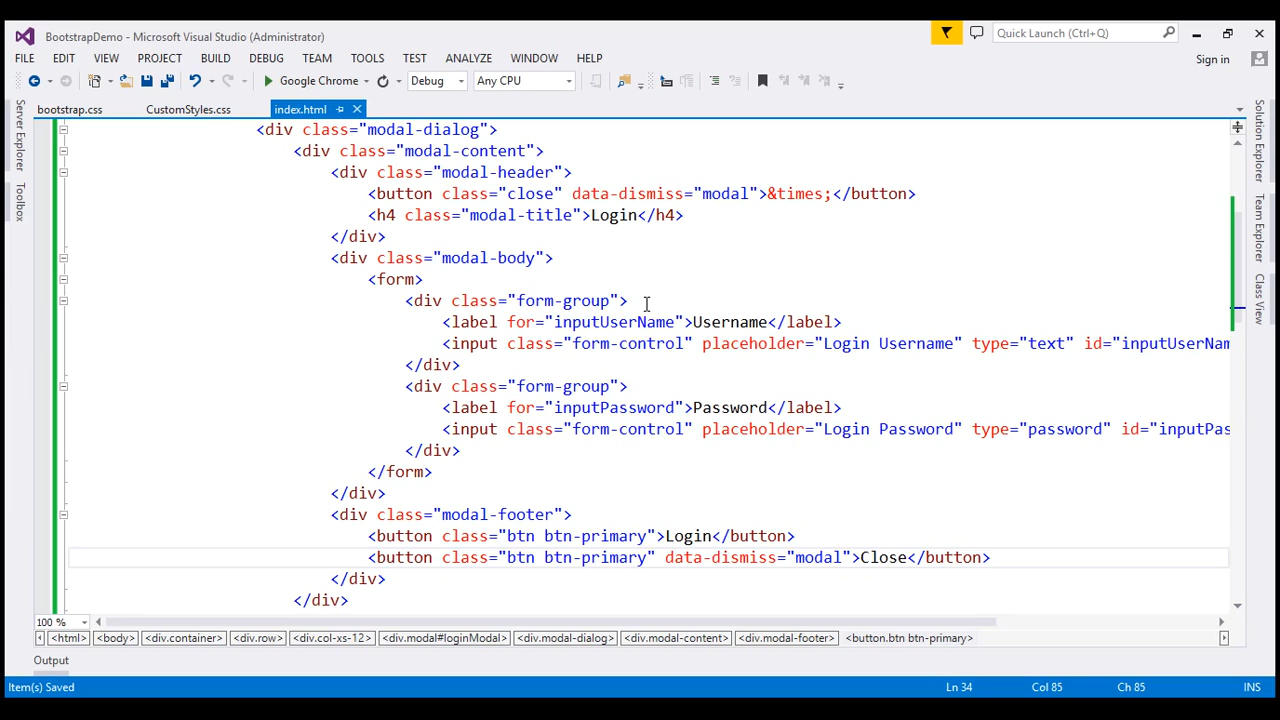 BootstrapDemo - Microsoft Visual Studio (Administrator)
Quick Launch (Ctrl+Q)
FILE EDIT VIEW PROJECT BUILD DEBUG TEAM TOOLS TEST ANALYZE WINDOW HELP
Sign in
Google Chrome Debug Any CPU
bootstrap.css CustomStyles.css index.html
Server Explorer
Toolbox
Solution Explorer
Team Explorer
Class View
<div class="modal-dialog">
<div class="modal-content">
<div class="modal-header">
<button class="close" data-dismiss="modal">&times;</button>
<h4 class="modal-title">Login</h4>
</div>
<div class="modal-body">
<form>
<div class="form-group">
<label for="inputUserName">Username</label>
<input class="form-control" placeholder="Login Username" type="text" id="inputUserNam
</div>
<div class="form-group">
<label for="inputPassword">Password</label>
<input class="form-control" placeholder="Login Password" type="password" id="inputPas
</div>
</form>
</div>
<div class="modal-footer">
<button class="btn btn-primary">Login</button>
<button class="btn btn-primary" data-dismiss="modal">Close</button>
</div>
</div>
100 %
<html> <body> <div.container> <div.row> <div.col-xs-12> <div.modal#loginModal> <div.modal-dialog> <div.modal-content> <div.modal-footer> <button.btn btn-primary>
Output
Item(s) Saved Ln 34 Col 85 Ch 85 INS